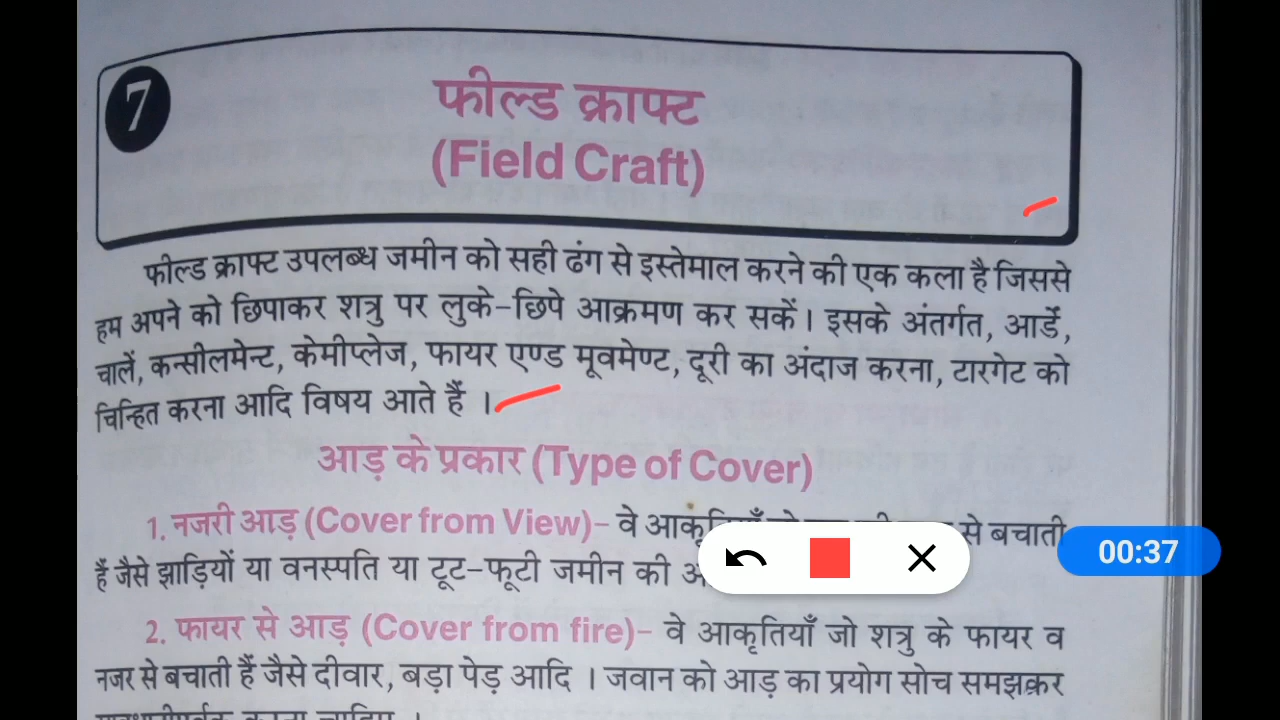 7
फील्ड क्राफ्ट
(Field Craft)
फील्ड क्राफ्ट उपलब्ध जमीन को सही ढंग से इस्तेमाल करने की एक कला है जिससे
हम अपने को छिपाकर शत्रु पर लुके-छिपे आक्रमण कर सकें। इसके अंतर्गत, आर्डें,
चालें, कन्सीलमेन्ट, केमीप्लेज, फायर एण्ड मूवमेण्ट, दूरी का अंदाज करना, टारगेट को
चिन्हित करना आदि विषय आते हैं ।
आड़ के प्रकार (Type of Cover)
1. नजरी आड़ (Cover from View)- वे से बचाती
हैं जैसे झाड़ियों या वनस्पति या टूट-फूटी जमीन की
00:37
2. फायर से आड़ (Cover from fire)- वे आकृतियाँ जो शत्रु के फायर व
नजर से बचाती हैं जैसे दीवार, बड़ा पेड़ आदि । जवान को आड़ का प्रयोग सोच समझकर